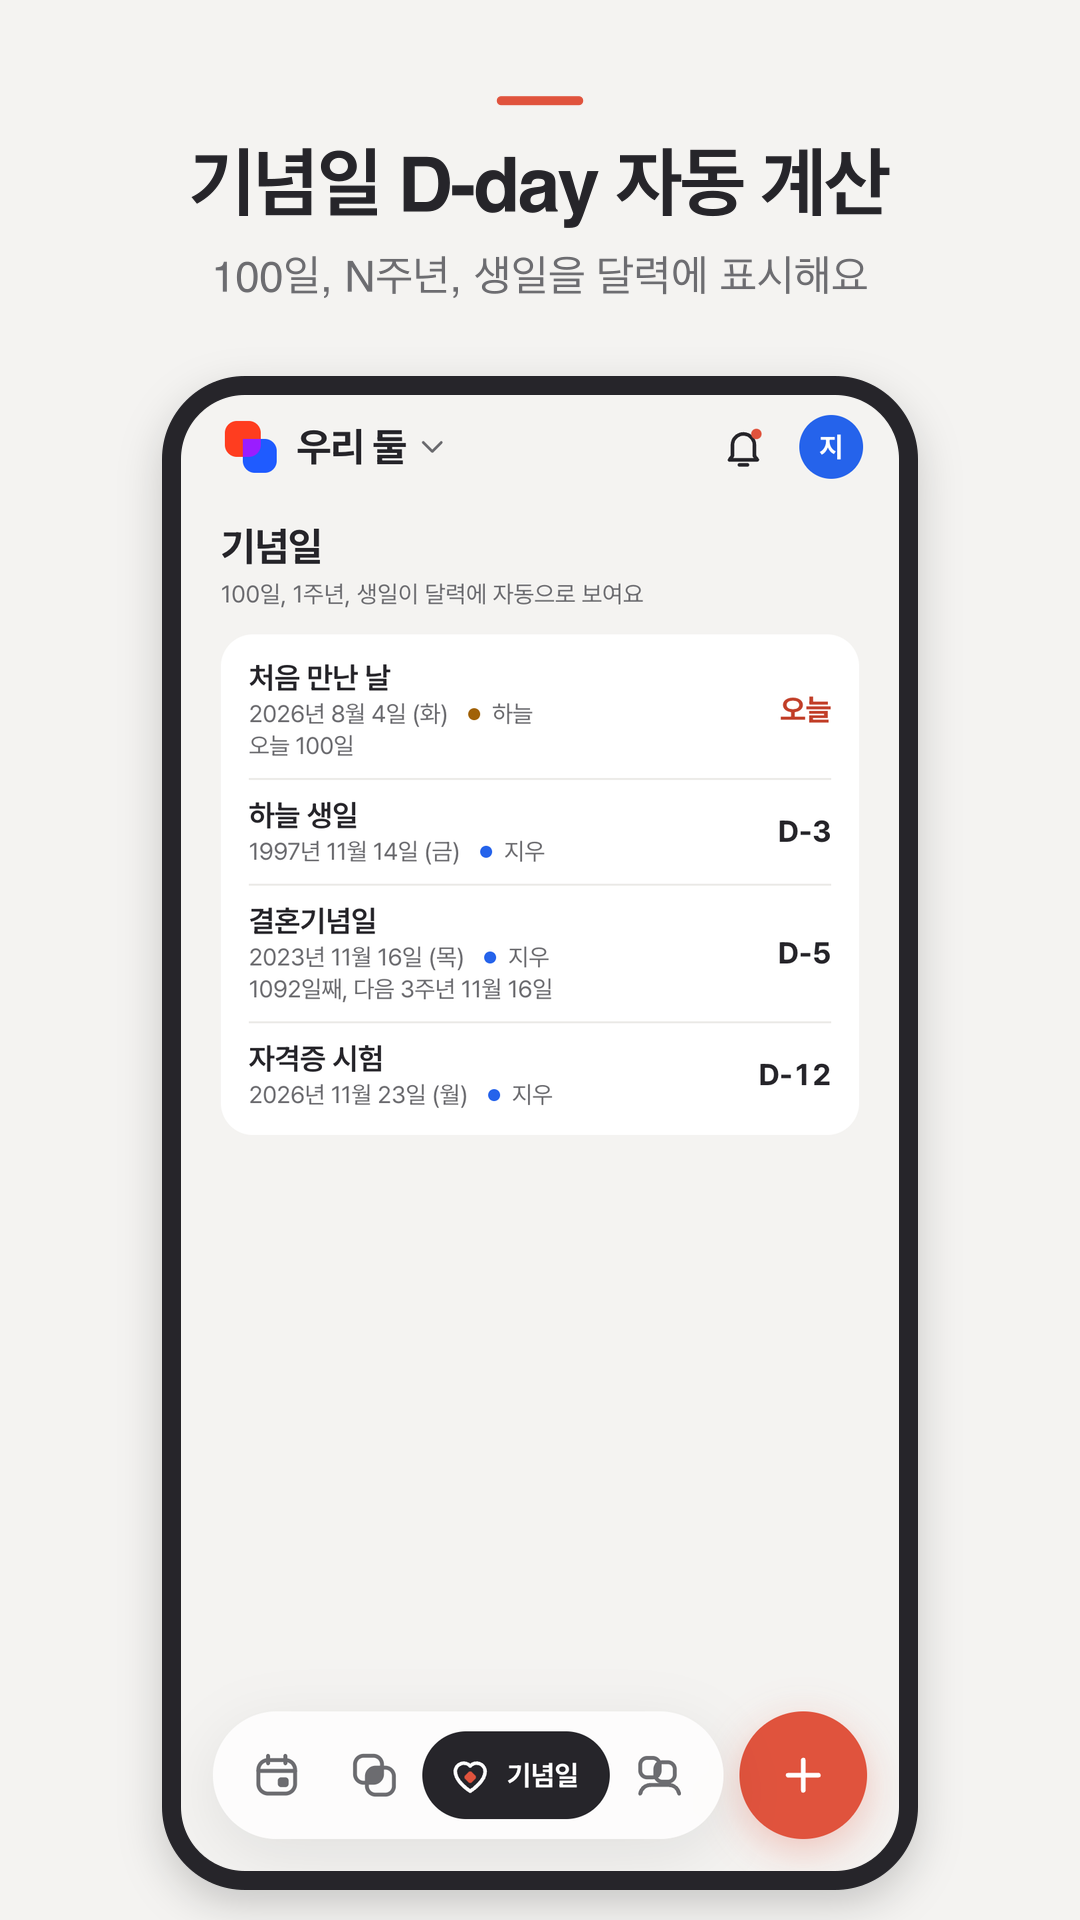 기념일 D-day 자동 계산
100일, N주년, 생일을 달력에 표시해요
우리 둘
지
기념일
100일, 1주년, 생일이 달력에 자동으로 보여요
처음 만난 날
2026년 8월 4일 (화) 하늘
오늘 100일
오늘
하늘 생일
1997년 11월 14일 (금) 지우
D-3
결혼기념일
2023년 11월 16일 (목) 지우
1092일째, 다음 3주년 11월 16일
D-5
자격증 시험
2026년 11월 23일 (월) 지우
D-12
기념일